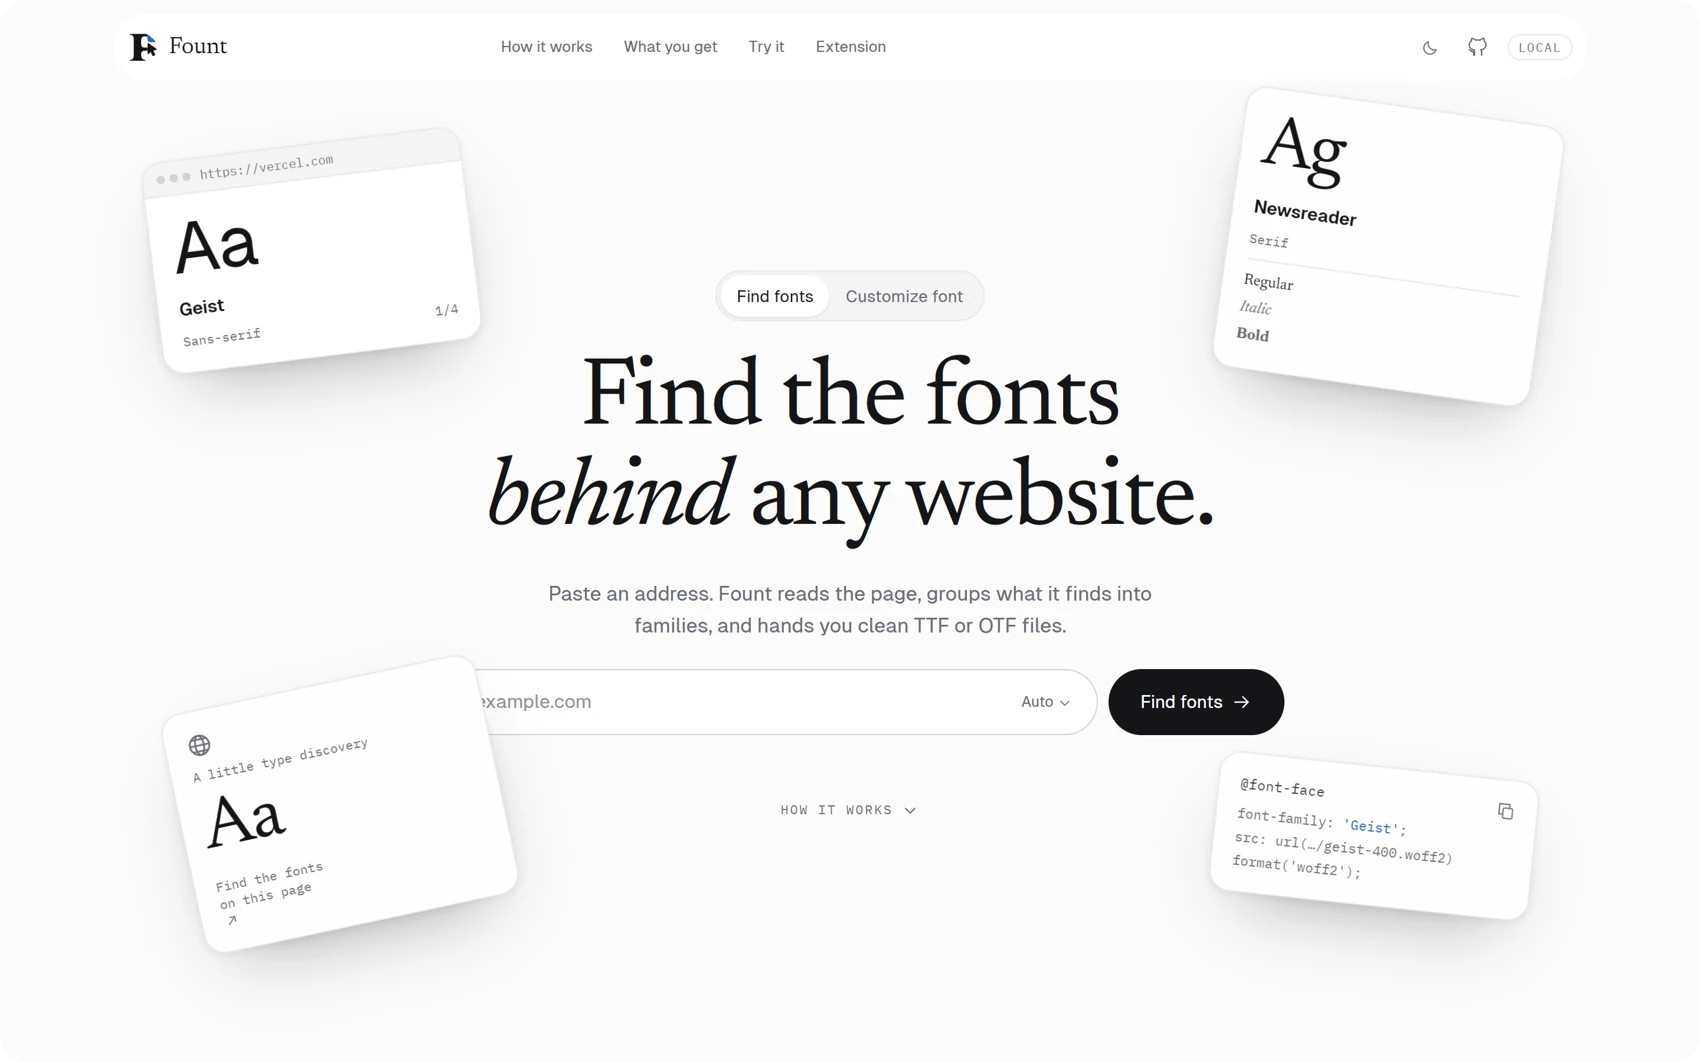 Fount
How it works
What you get
Try it
Extension
LOCAL
https://vercel.com
Aa
Geist
Sans-serif
1/4
Ag
Newsreader
Serif
Regular
Italic
Bold
Find fonts
Customize font
Find the fonts
behind any website.
Paste an address. Fount reads the page, groups what it finds into
families, and hands you clean TTF or OTF files.
example.com
Auto
Find fonts →
A little type discovery
Aa
Find the fonts
on this page
↗
HOW IT WORKS
@font-face
font-family: 'Geist';
src: url(…/geist-400.woff2)
format('woff2');